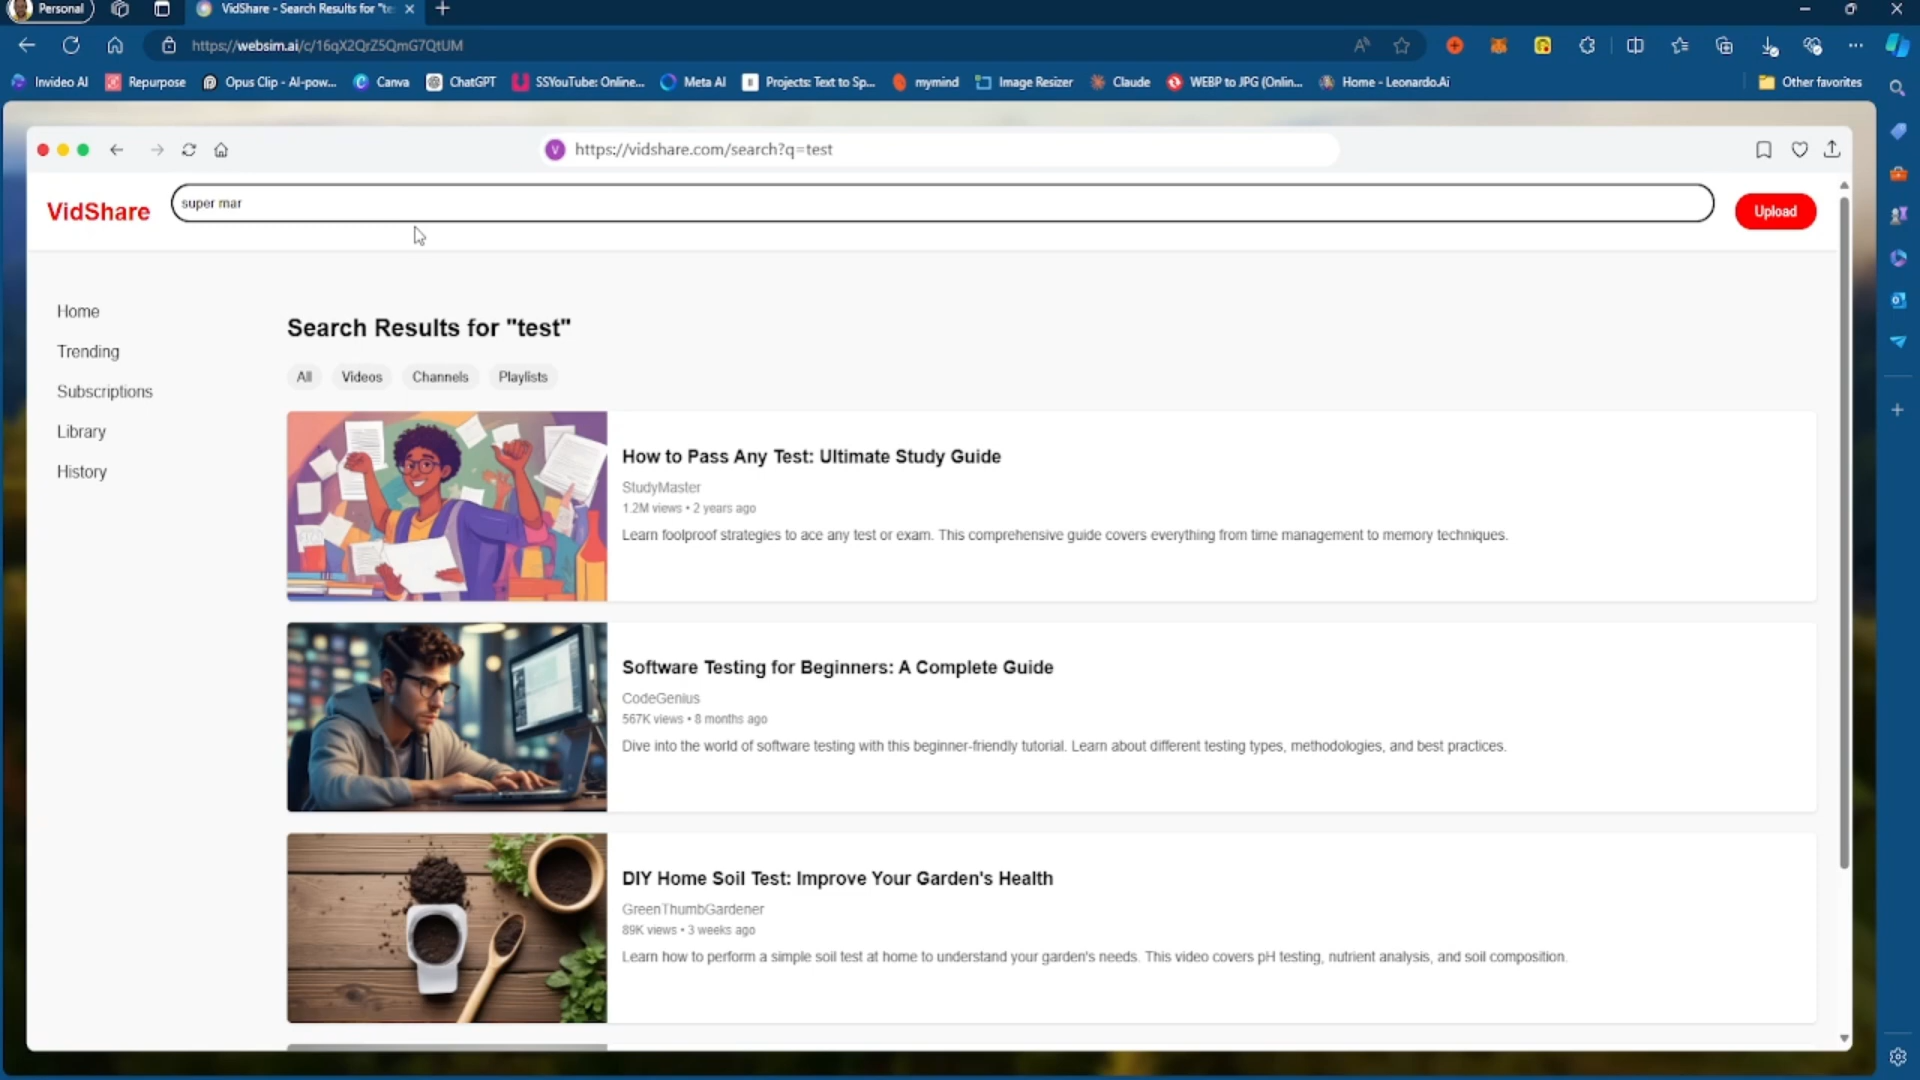 Personal
VidShare - Search Results for "te
https://websim.ai/c/16qX2QrZ5QmG7QtUM
Invideo AI
Repurpose
Opus Clip - AI-pow...
Canva
ChatGPT
SSYouTube: Online...
Meta AI
Projects: Text to Sp...
mymind
Image Resizer
Claude
WEBP to JPG (Onlin...
Home - Leonardo.Ai
Other favorites
V
https://vidshare.com/search?q=test
VidShare
super mar
Upload
Home
Trending
Subscriptions
Library
History
Search Results for "test"
All
Videos
Channels
Playlists
How to Pass Any Test: Ultimate Study Guide
StudyMaster
1.2M views • 2 years ago
Learn foolproof strategies to ace any test or exam. This comprehensive guide covers everything from time management to memory techniques.
Software Testing for Beginners: A Complete Guide
CodeGenius
567K views • 8 months ago
Dive into the world of software testing with this beginner-friendly tutorial. Learn about different testing types, methodologies, and best practices.
DIY Home Soil Test: Improve Your Garden's Health
GreenThumbGardener
89K views • 3 weeks ago
Learn how to perform a simple soil test at home to understand your garden's needs. This video covers pH testing, nutrient analysis, and soil composition.